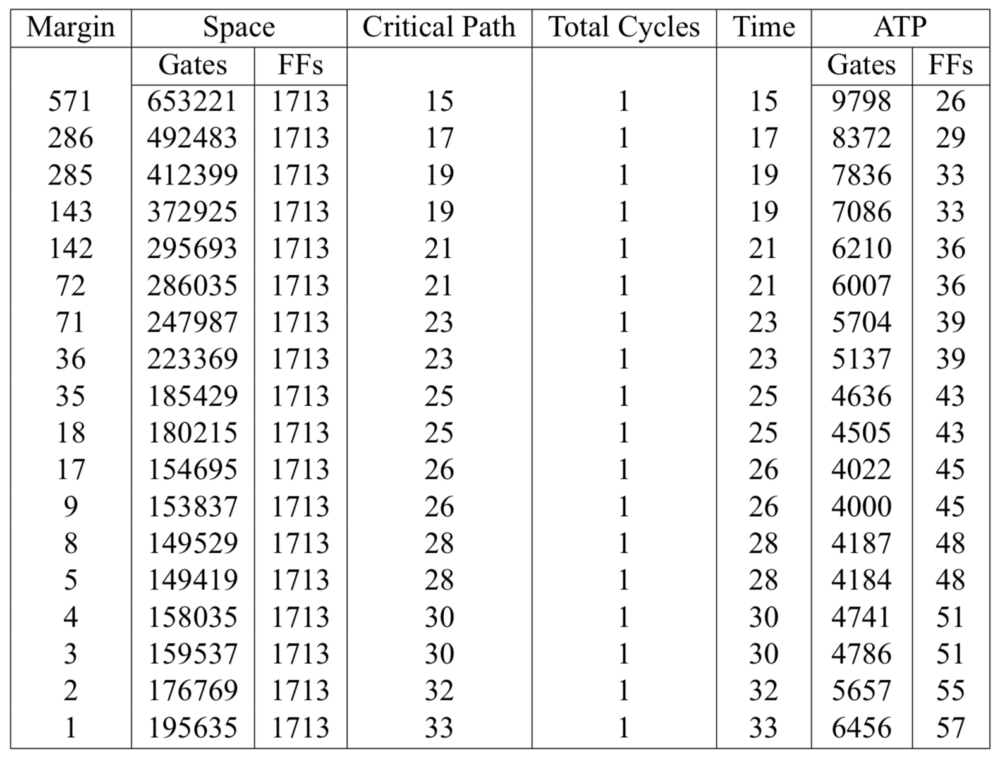 Margin Space Critical Path Total Cycles Time ATP
Gates FFs Gates FFs
571 653221 1713 15 1 15 9798 26
286 492483 1713 17 1 17 8372 29
285 412399 1713 19 1 19 7836 33
143 372925 1713 19 1 19 7086 33
142 295693 1713 21 1 21 6210 36
72 286035 1713 21 1 21 6007 36
71 247987 1713 23 1 23 5704 39
36 223369 1713 23 1 23 5137 39
35 185429 1713 25 1 25 4636 43
18 180215 1713 25 1 25 4505 43
17 154695 1713 26 1 26 4022 45
9 153837 1713 26 1 26 4000 45
8 149529 1713 28 1 28 4187 48
5 149419 1713 28 1 28 4184 48
4 158035 1713 30 1 30 4741 51
3 159537 1713 30 1 30 4786 51
2 176769 1713 32 1 32 5657 55
1 195635 1713 33 1 33 6456 57